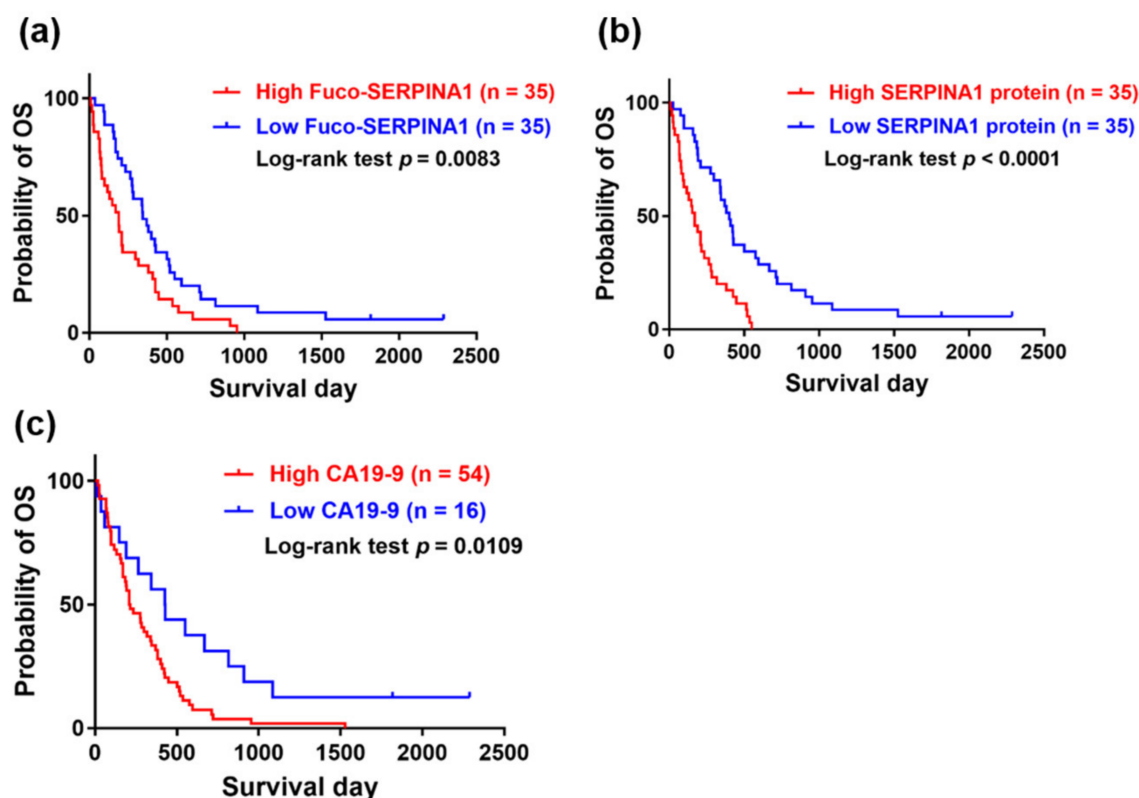 (a)
High Fuco-SERPINA1 (n = 35)
Low Fuco-SERPINA1 (n = 35)
Log-rank test p = 0.0083
Probability of OS
100
50
0
0 500 1000 1500 2000 2500
Survival day
(b)
High SERPINA1 protein (n = 35)
Low SERPINA1 protein (n = 35)
Log-rank test p < 0.0001
Probability of OS
100
50
0
0 500 1000 1500 2000 2500
Survival day
(c)
High CA19-9 (n = 54)
Low CA19-9 (n = 16)
Log-rank test p = 0.0109
Probability of OS
100
50
0
0 500 1000 1500 2000 2500
Survival day